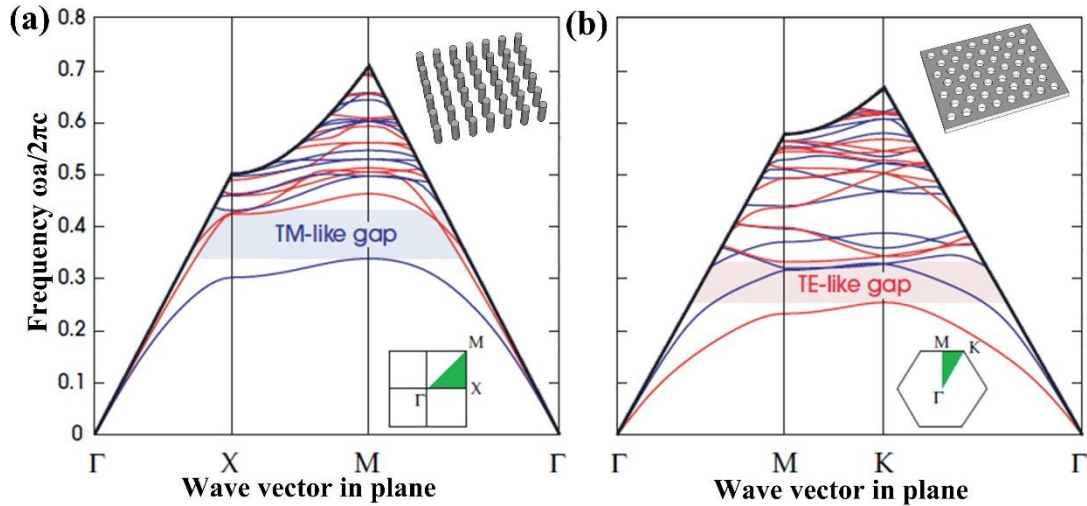 (a)
Frequency ωa/2πc
0.8
0.7
0.6
0.5
0.4
0.3
0.2
0.1
0
TM-like gap
M
Γ
X
Γ
X
M
Γ
Wave vector in plane
(b)
TE-like gap
M
K
Γ
Γ
M
K
Γ
Wave vector in plane